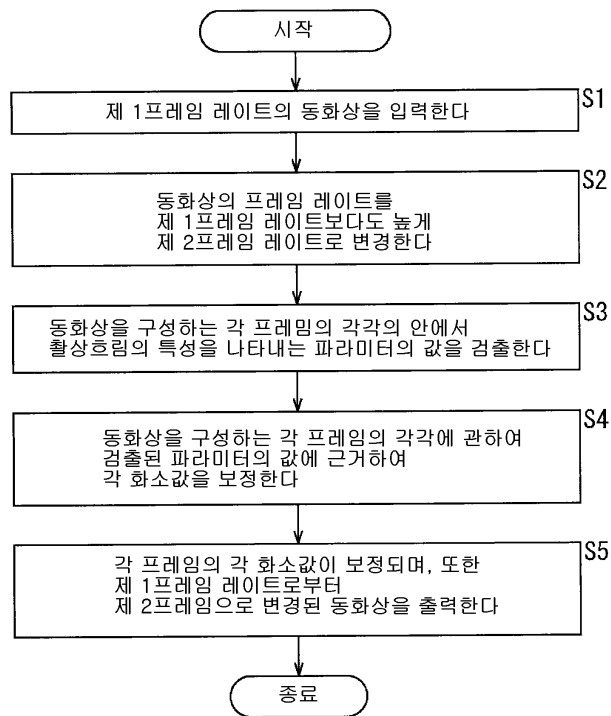 시작
S1
제 1프레임 레이트의 동화상을 입력한다
S2
동화상의 프레임 레이트를
제 1프레임 레이트보다도 높게
제 2프레임 레이트로 변경한다
S3
동화상을 구성하는 각 프레밈의 각각의 안에서
촬상흐림의 특성을 나타내는 파라미터의 값을 검출한다
S4
동화상을 구성하는 각 프레임의 각각에 관하여
검출된 파라미터의 값에 근거하여
각 화소값을 보정한다
S5
각 프레임의 각 화소값이 보정되며, 또한
제 1프레임 레이트로부터
제 2프레임으로 변경된 동화상을 출력한다
종료